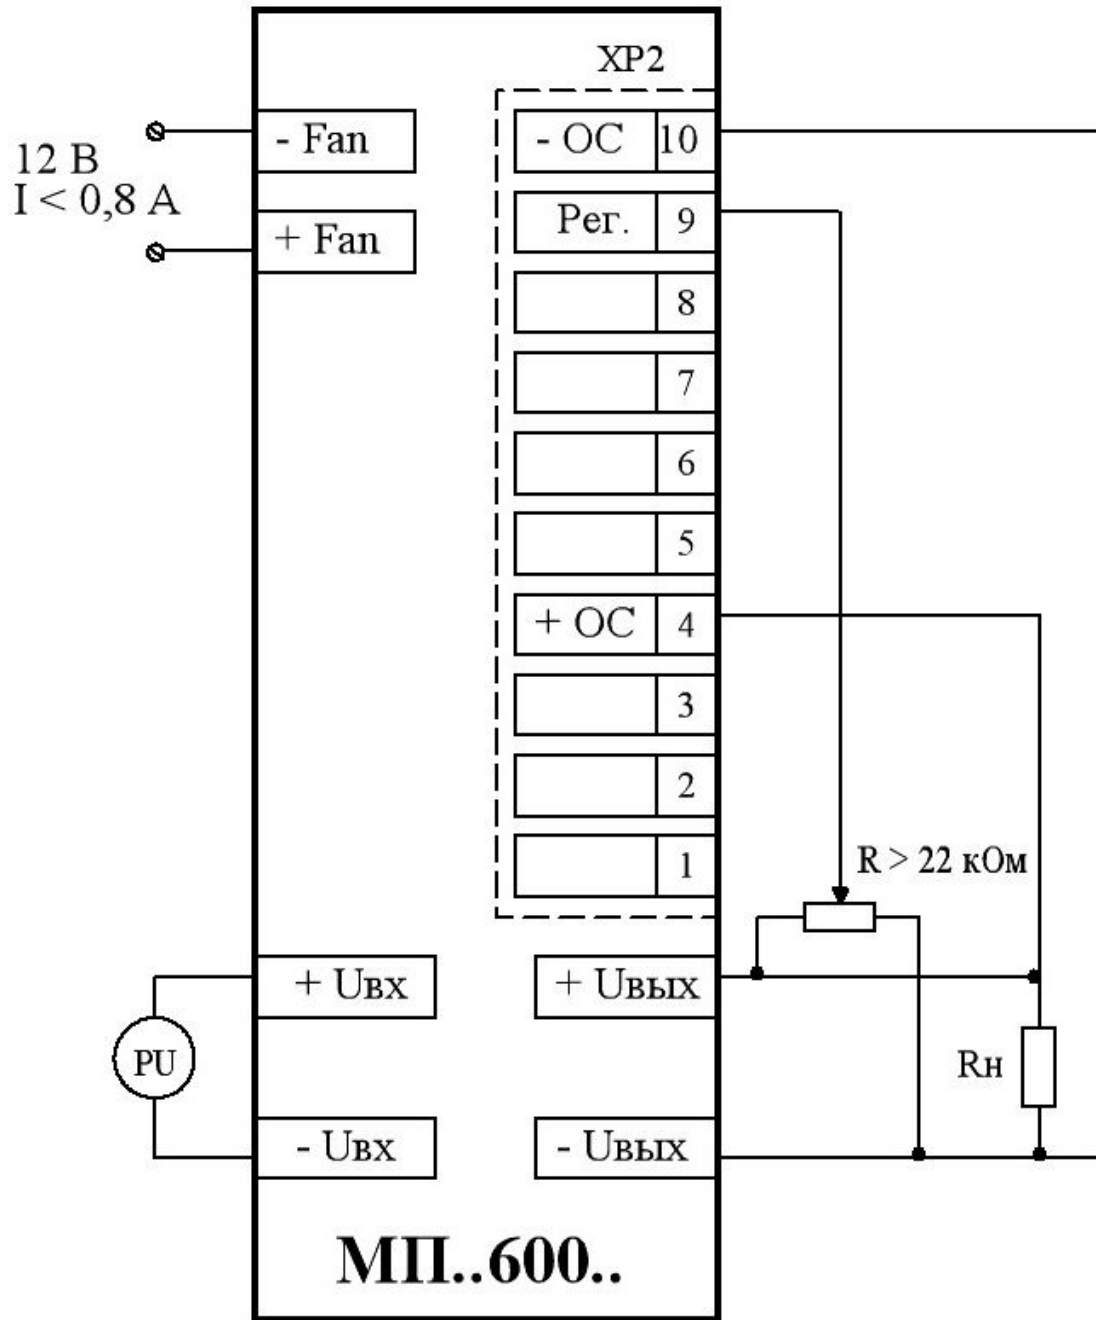 XP2
12 В
I < 0,8 А
- Fan
+ Fan
- ОС 10
Рег. 9
8
7
6
5
+ ОС 4
3
2
1
R > 22 кОм
+ Uвх
+ Uвых
PU
Rн
- Uвх
- Uвых
МП..600..